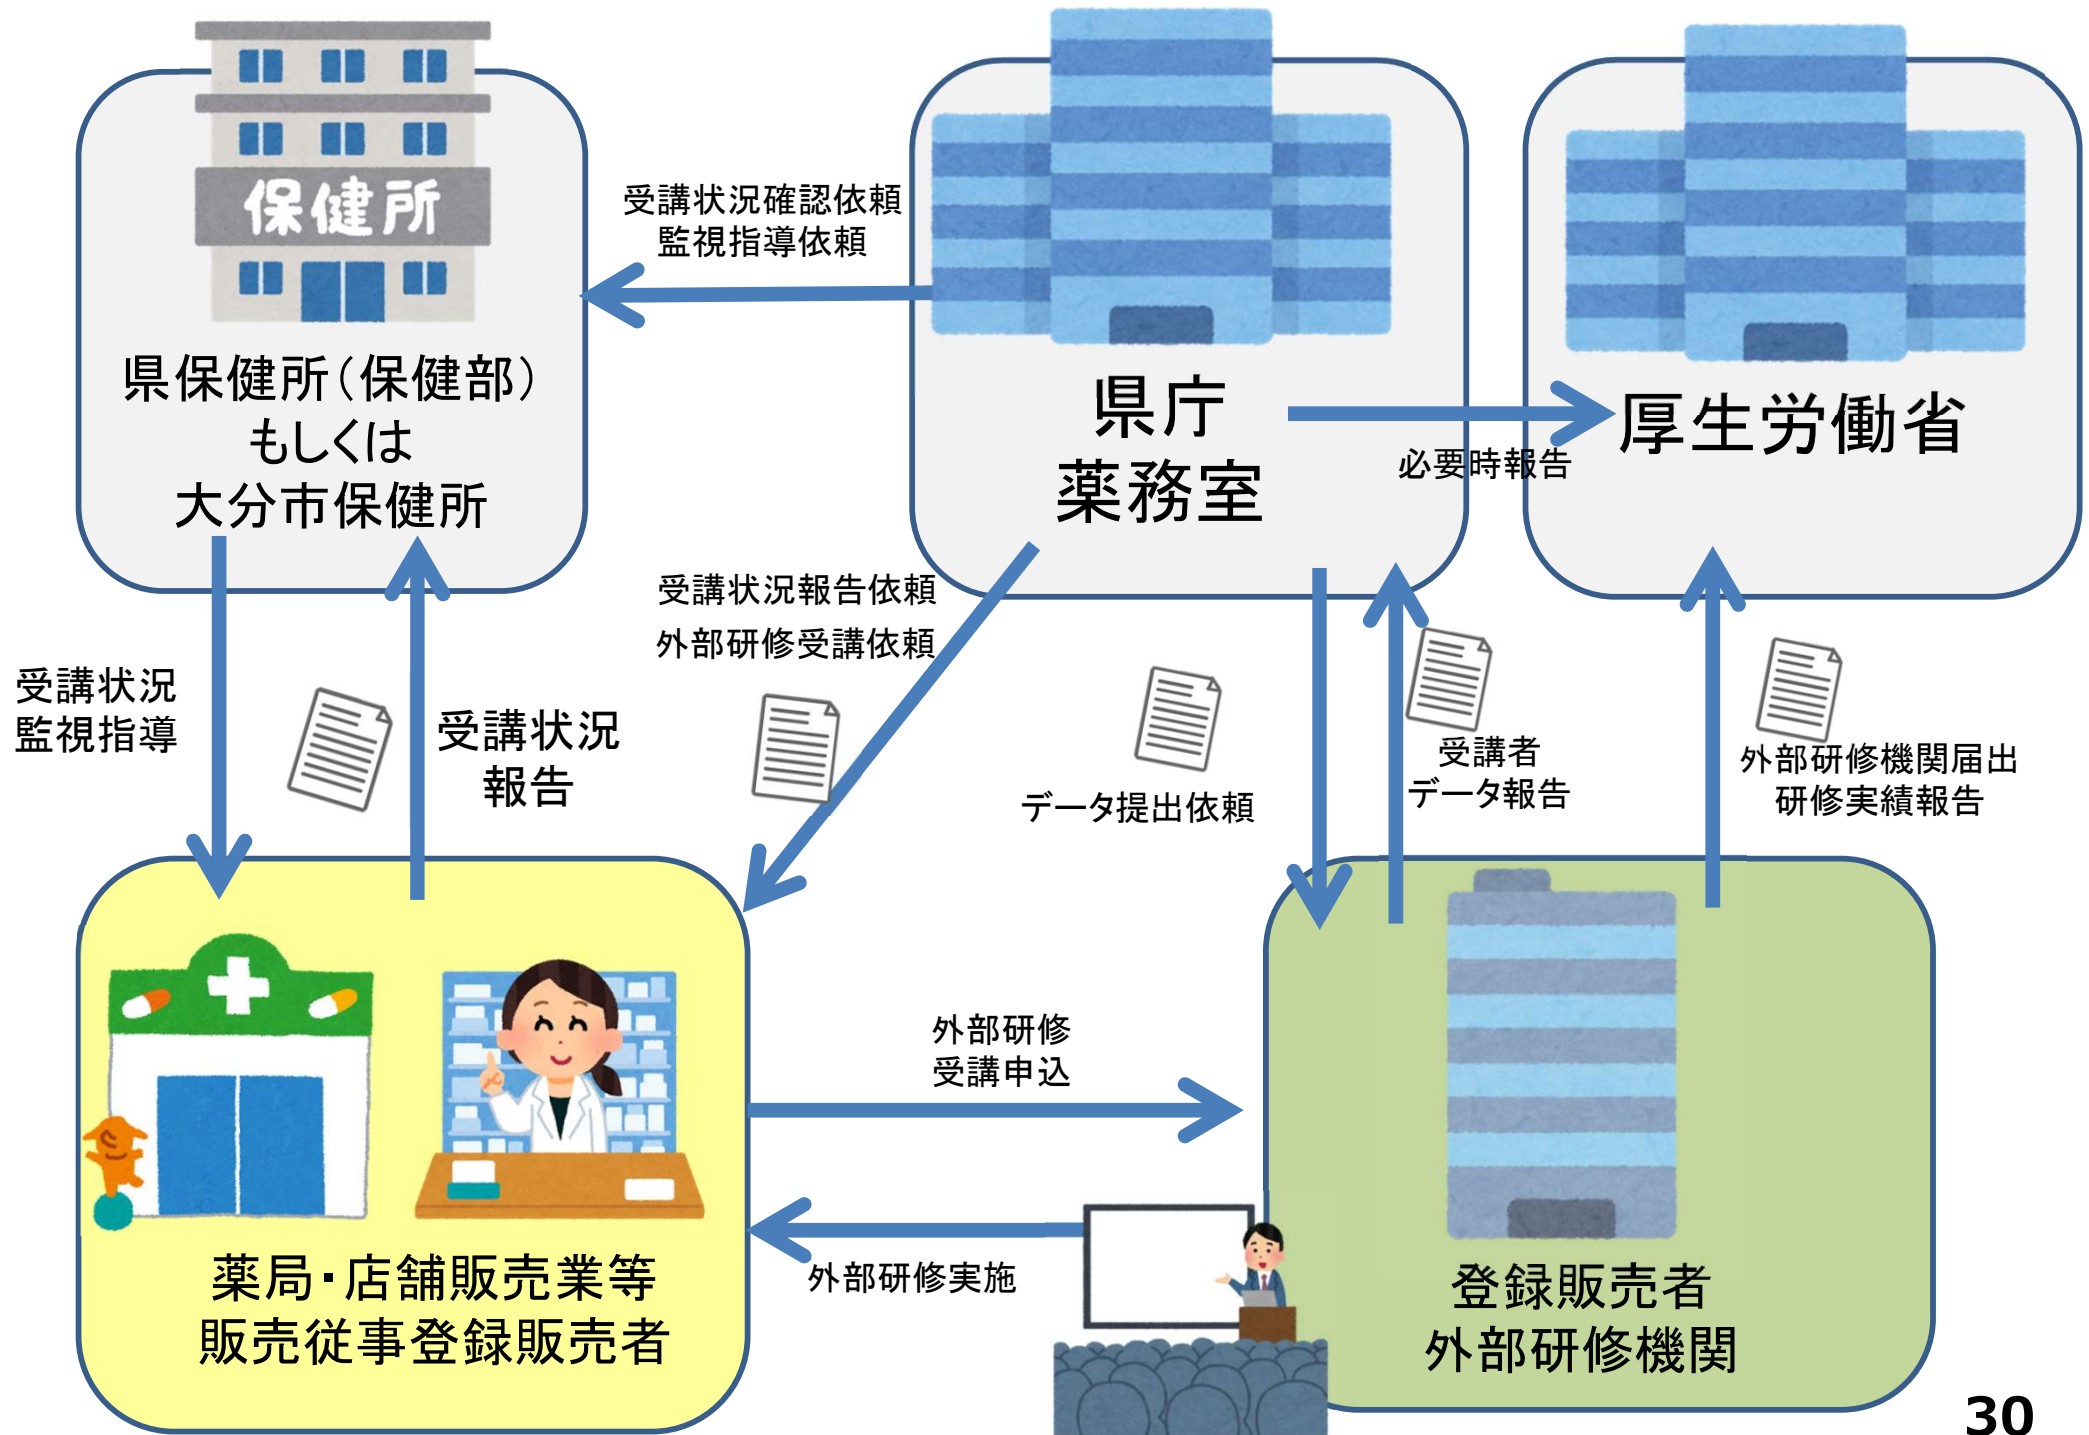 保健所
県保健所（保健部）
もしくは
大分市保健所
受講状況確認依頼
監視指導依頼
県庁
薬務室
必要時報告
厚生労働省
受講状況
監視指導
受講状況
報告
受講状況報告依頼
外部研修受講依頼
データ提出依頼
受講者
データ報告
外部研修機関届出
研修実績報告
外部研修
受講申込
外部研修実施
薬局・店舗販売業等
販売従事登録販売者
登録販売者
外部研修機関
30